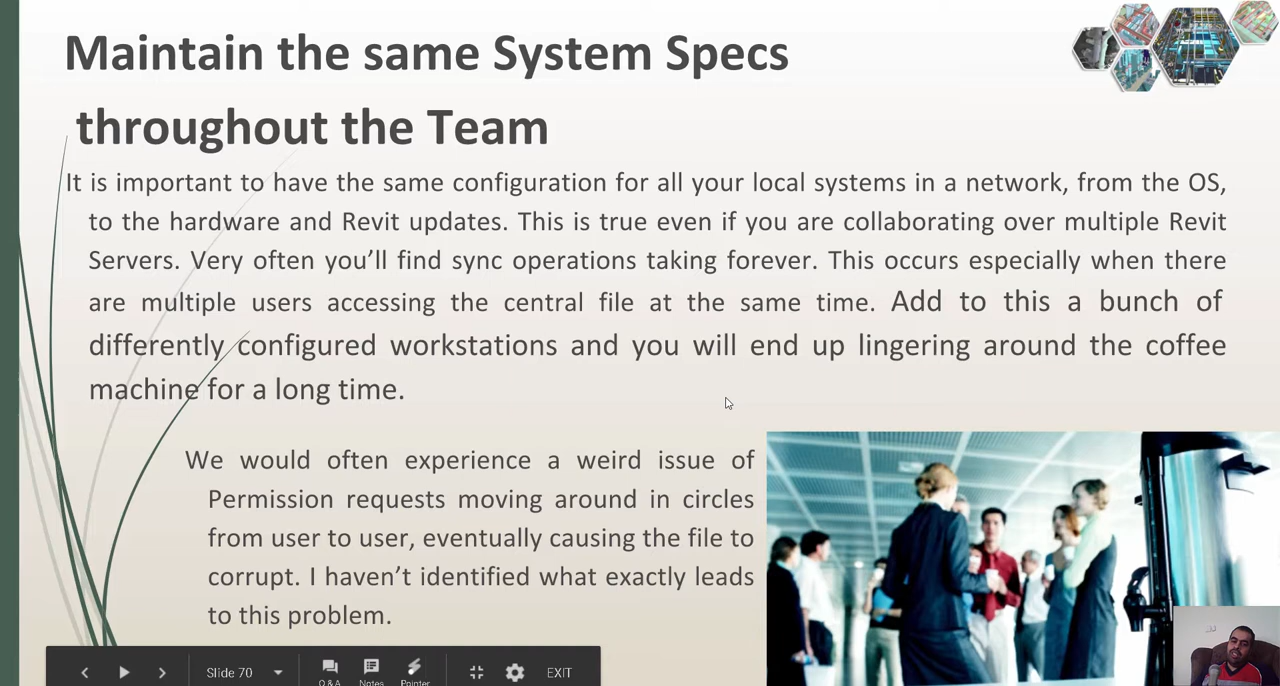 Maintain the same System Specs
throughout the Team
It is important to have the same configuration for all your local systems in a network, from the OS,
to the hardware and Revit updates. This is true even if you are collaborating over multiple Revit
Servers. Very often you’ll find sync operations taking forever. This occurs especially when there
are multiple users accessing the central file at the same time. Add to this a bunch of
differently configured workstations and you will end up lingering around the coffee
machine for a long time.
We would often experience a weird issue of
Permission requests moving around in circles
from user to user, eventually causing the file to
corrupt. I haven’t identified what exactly leads
to this problem.
Slide 70
Q&A Notes Pointer
EXIT